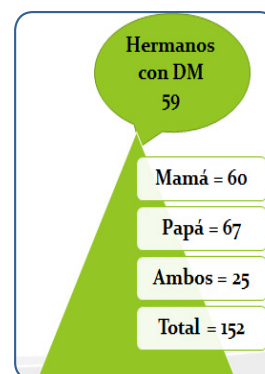 Hermanos
con DM
59
Mamá = 60
Papá = 67
Ambos = 25
Total = 152